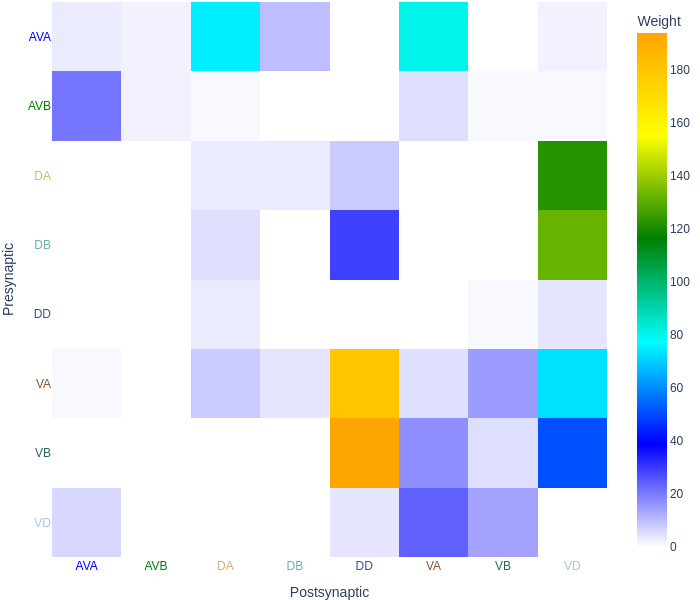 Weight
AVA
AVB
DA
DB
DD
VA
VB
VD
Presynaptic
180
160
140
120
100
80
60
40
20
0
AVA AVB DA DB DD VA VB VD
Postsynaptic